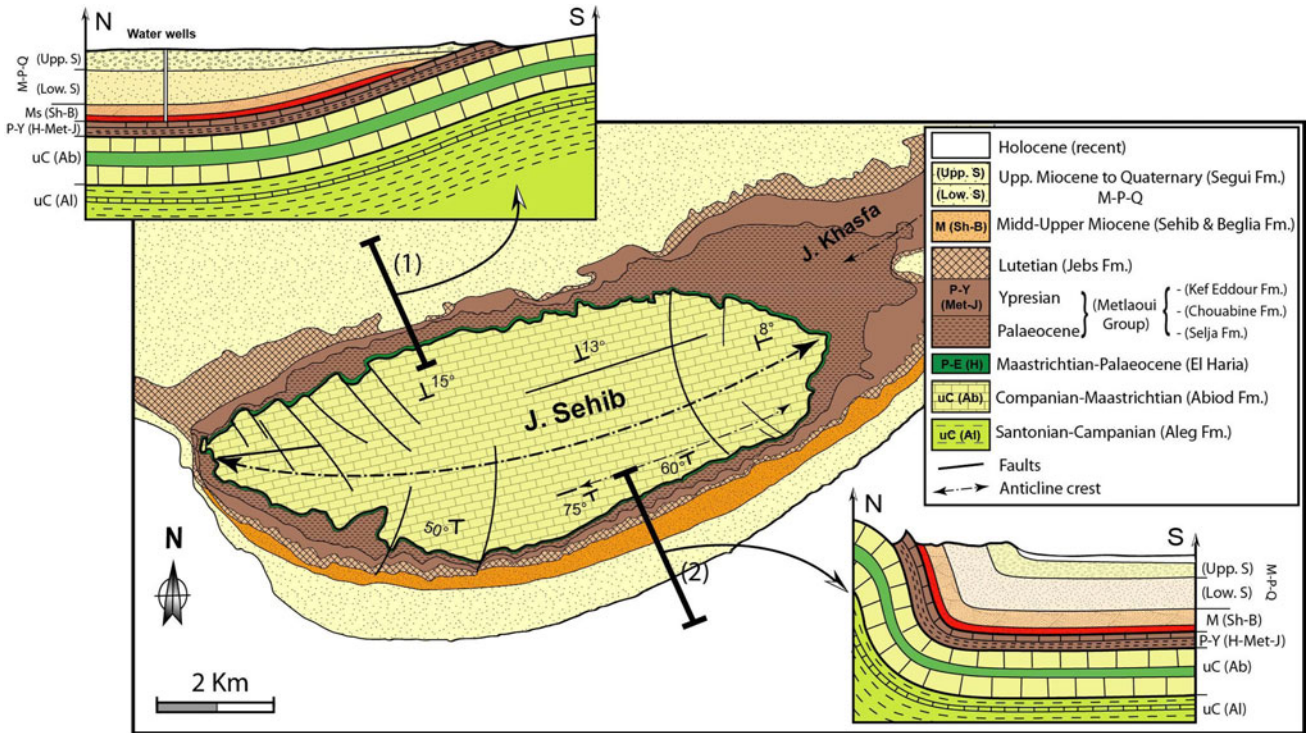 N
S
Water wells
M-P-Q
(Upp. S)
(Low. S)
Ms (Sh-B)
P-Y (H-Met-J)
uC (Ab)
uC (Al)
(1)
J. Khasfa
15°
13°
8°
J. Sehib
60°
75°
50°
(2)
N
2 Km
Holocene (recent)
(Upp. S)
(Low. S)
Upp. Miocene to Quaternary (Segui Fm.)
M-P-Q
M (Sh-B)
Midd-Upper Miocene (Sehib & Beglia Fm.)
Lutetian (Jebs Fm.)
P-Y
(Met-J)
Ypresian
Palaeocene
(Metlaoui
Group)
- (Kef Eddour Fm.)
- (Chouabine Fm.)
- (Selja Fm.)
P-E (H)
Maastrichtian-Palaeocene (El Haria)
uC (Ab)
Companian-Maastrichtian (Abiod Fm.)
uC (Al)
Santonian-Campanian (Aleg Fm.)
Faults
Anticline crest
N
S
(Upp. S)
(Low. S)
M-P-Q
M (Sh-B)
P-Y (H-Met-J)
uC (Ab)
uC (Al)